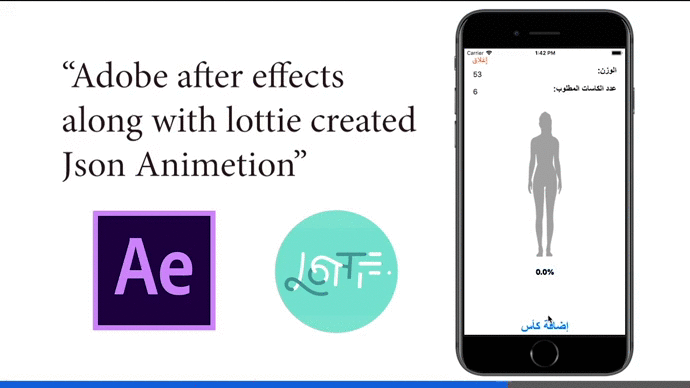 “Adobe after effects
along with lottie created
Json Animetion”
Ae
LOTTIE
Carrier 1:42 PM
إغلاق
الوزن: 53
عدد الكاسات المطلوب: 6
0.0%
إضافة كأس